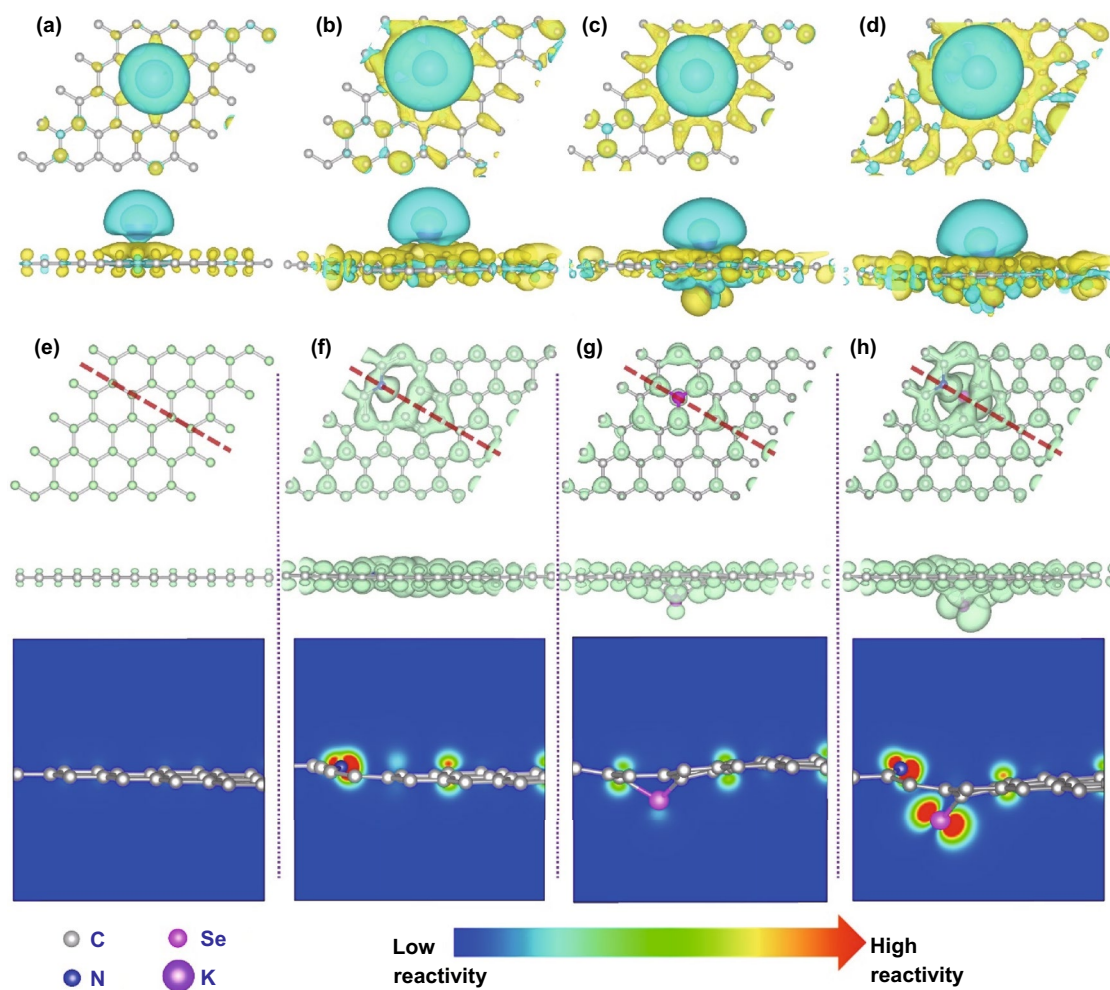 (a) (b) (c) (d)
(e) (f) (g) (h)
C Se
N K
Low
reactivity
High
reactivity